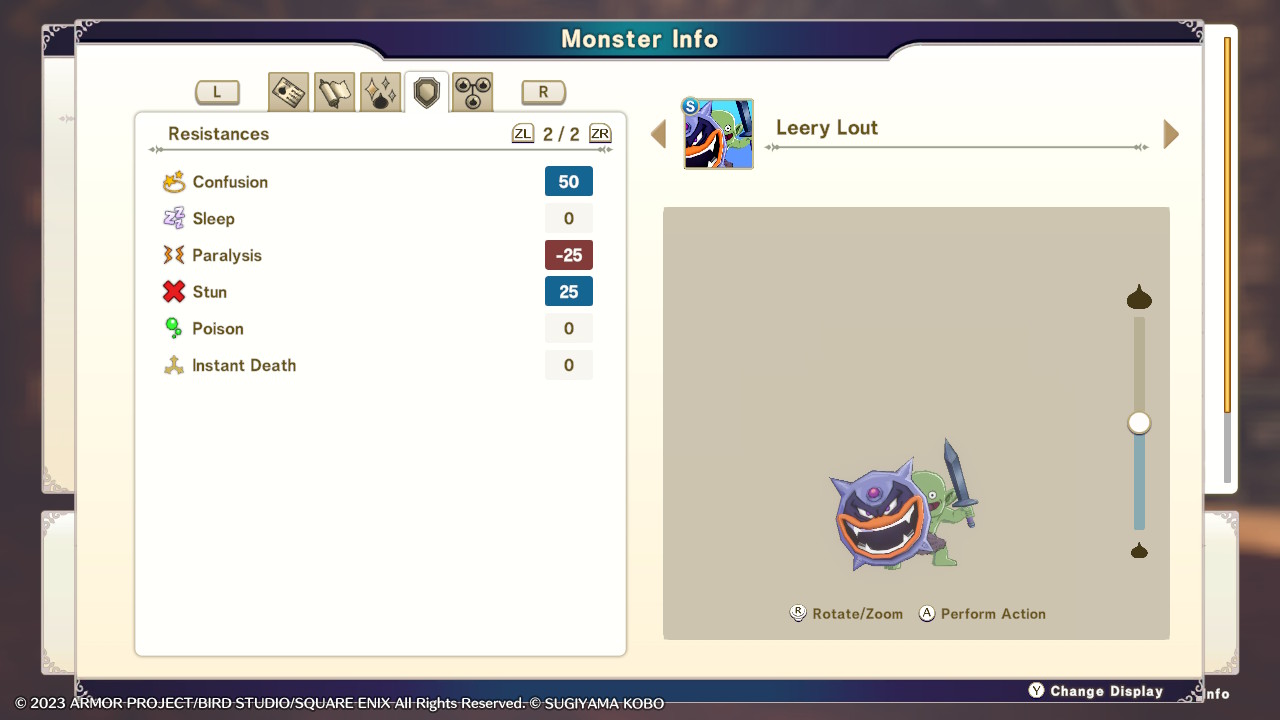 Monster Info
L
R
Resistances
ZL 2 / 2 ZR
S
Leery Lout
Confusion 50
Sleep 0
Paralysis -25
Stun 25
Poison 0
Instant Death 0
R Rotate/Zoom A Perform Action
Y Change Display
Info
© 2023 ARMOR PROJECT/BIRD STUDIO/SQUARE ENIX All Rights Reserved. © SUGIYAMA KOBO